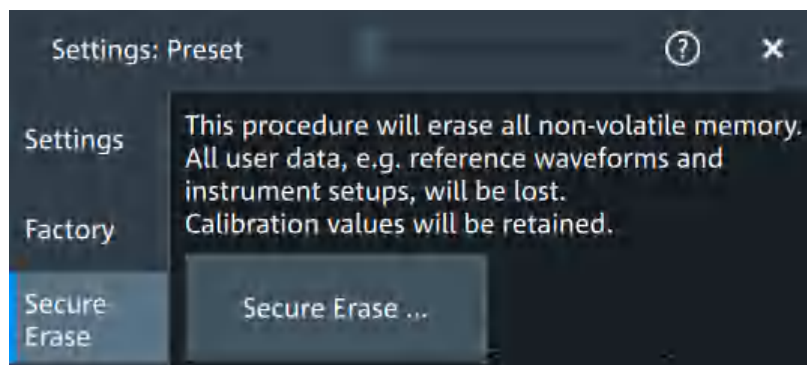 Settings: Preset
?
Settings
Factory
Secure
Erase
This procedure will erase all non-volatile memory.
All user data, e.g. reference waveforms and
instrument setups, will be lost.
Calibration values will be retained.
Secure Erase ...